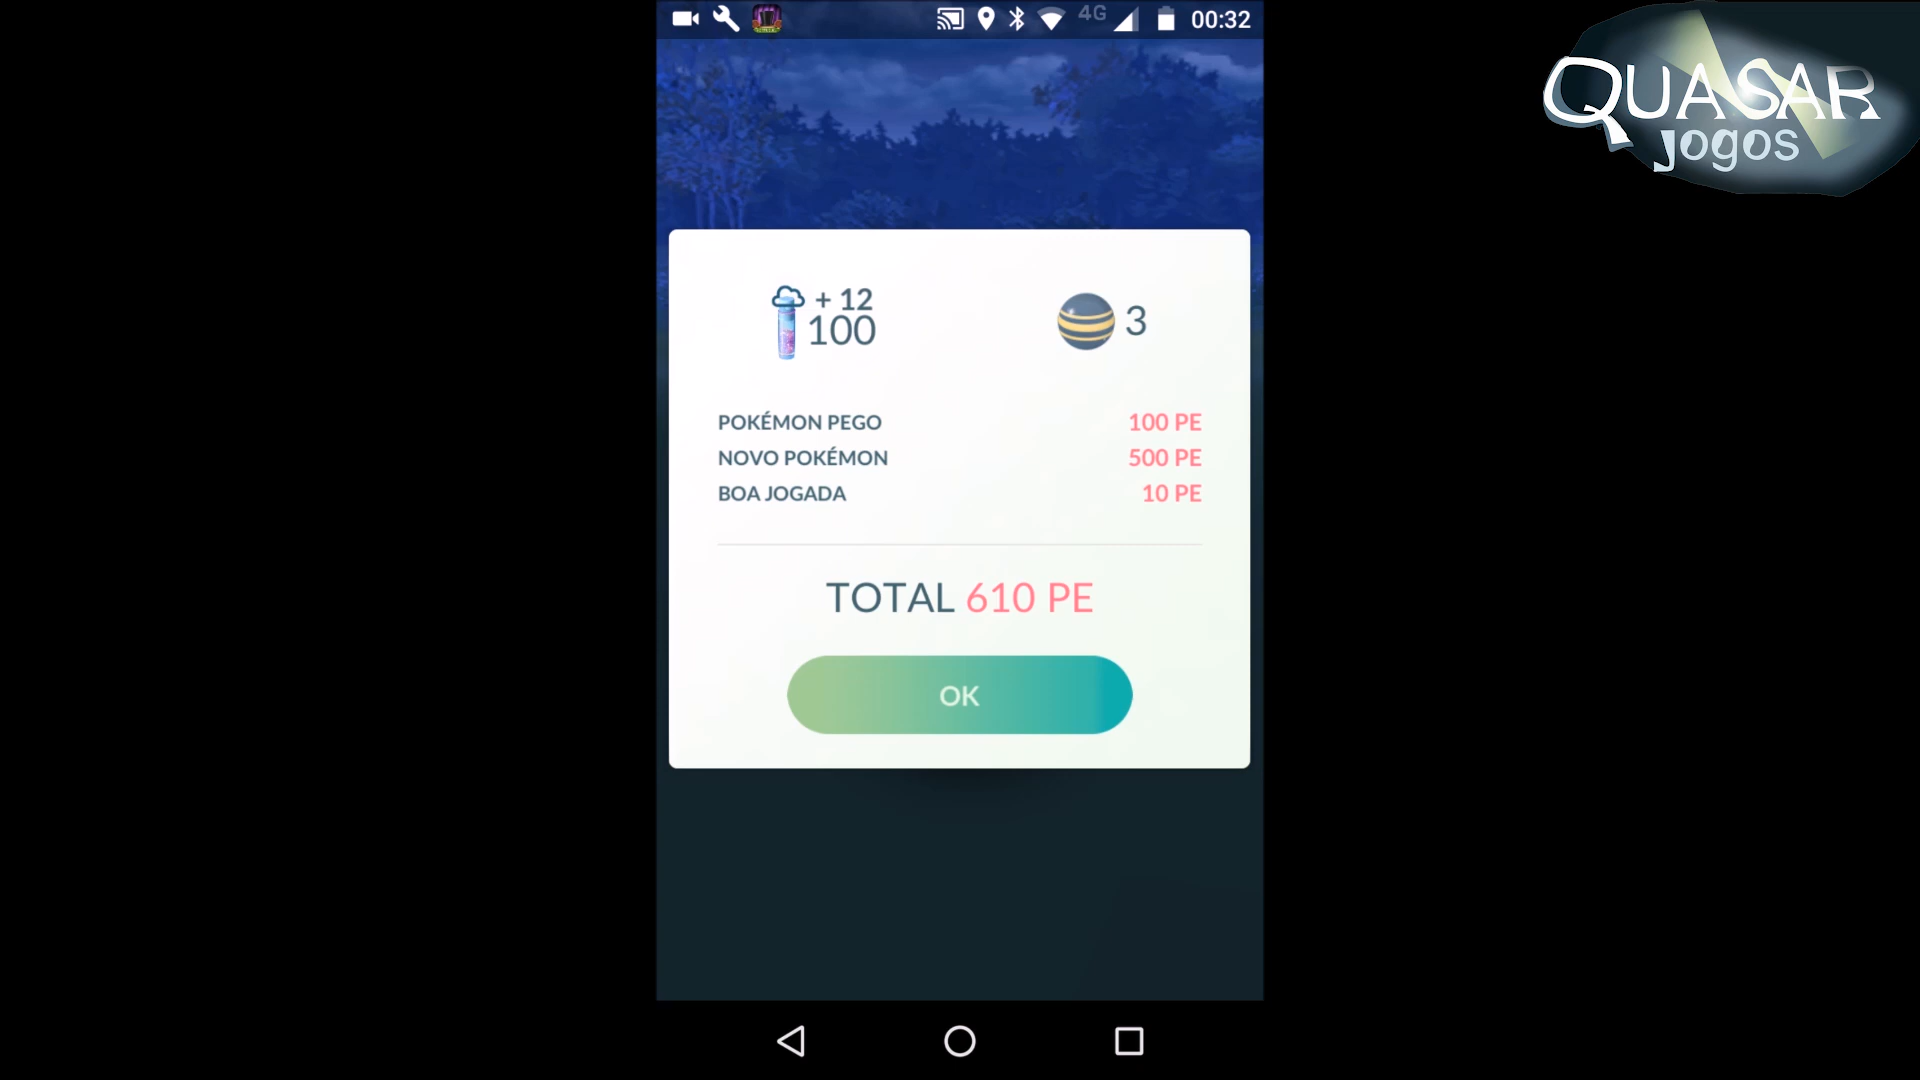 4G 00:32
QUASAR
jogos
+ 12
100
3
POKÉMON PEGO 100 PE
NOVO POKÉMON 500 PE
BOA JOGADA 10 PE
TOTAL 610 PE
OK